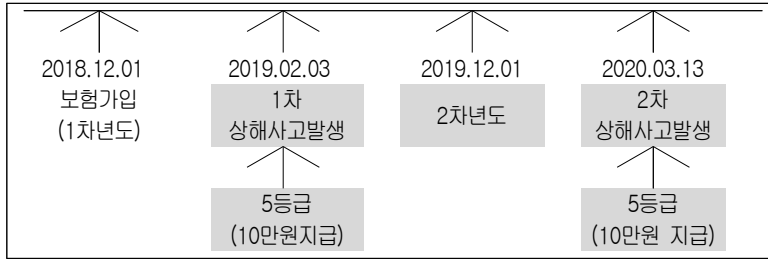 2018.12.01
보험가입
(1차년도)
2019.02.03
1차
상해사고발생
5등급
(10만원지급)
2019.12.01
2차년도
2020.03.13
2차
상해사고발생
5등급
(10만원 지급)